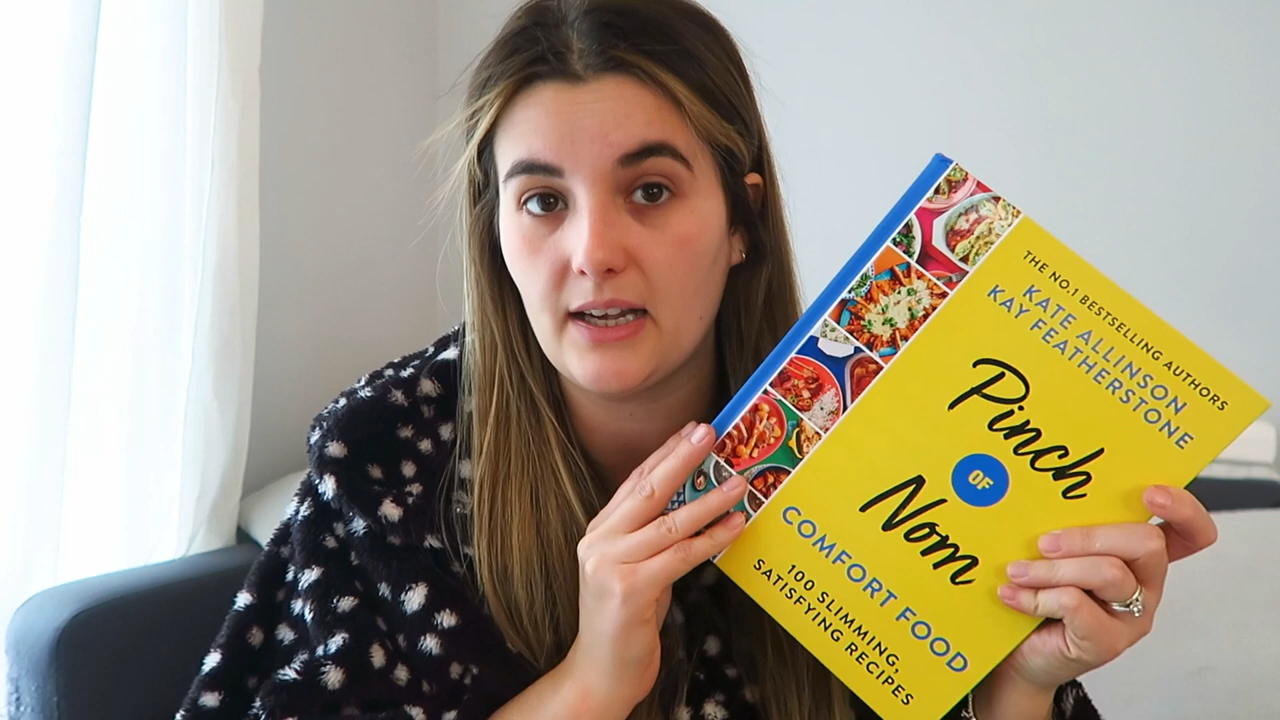 THE NO.1 BESTSELLING AUTHORS
KATE ALLINSON
KAY FEATHERSTONE
Pinch
OF
Nom
COMFORT FOOD
100 SLIMMING,
SATISFYING RECIPES